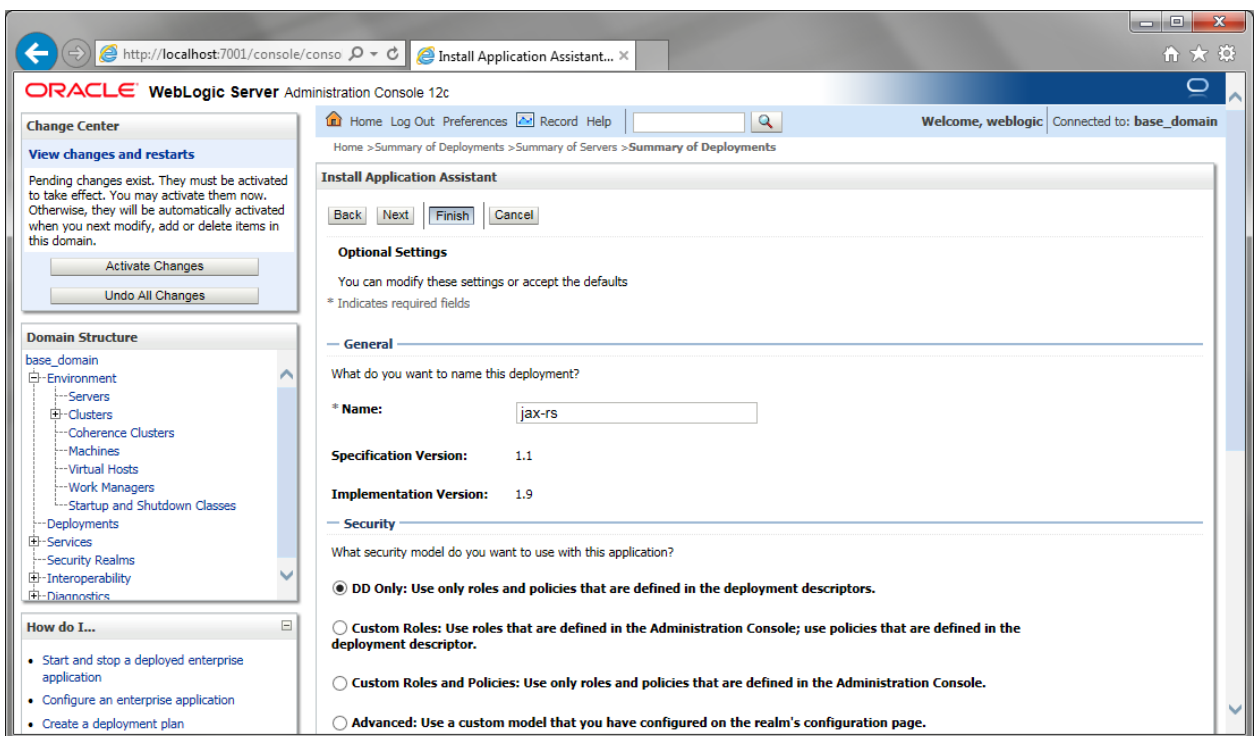 http://localhost:7001/console/conso
Install Application Assistant...
ORACLE WebLogic Server Administration Console 12c
Change Center
View changes and restarts
Pending changes exist. They must be activated
to take effect. You may activate them now.
Otherwise, they will be automatically activated
when you next modify, add or delete items in
this domain.
Activate Changes
Undo All Changes
Domain Structure
base_domain
Environment
Servers
Clusters
Coherence Clusters
Machines
Virtual Hosts
Work Managers
Startup and Shutdown Classes
Deployments
Services
Security Realms
Interoperability
Diagnostics
How do I...
Start and stop a deployed enterprise
application
Configure an enterprise application
Create a deployment plan
Home Log Out Preferences Record Help
Welcome, weblogic Connected to: base_domain
Home >Summary of Deployments >Summary of Servers >Summary of Deployments
Install Application Assistant
Back Next Finish Cancel
Optional Settings
You can modify these settings or accept the defaults
* Indicates required fields
General
What do you want to name this deployment?
* Name: jax-rs
Specification Version: 1.1
Implementation Version: 1.9
Security
What security model do you want to use with this application?
DD Only: Use only roles and policies that are defined in the deployment descriptors.
Custom Roles: Use roles that are defined in the Administration Console; use policies that are defined in the
deployment descriptor.
Custom Roles and Policies: Use only roles and policies that are defined in the Administration Console.
Advanced: Use a custom model that you have configured on the realm's configuration page.